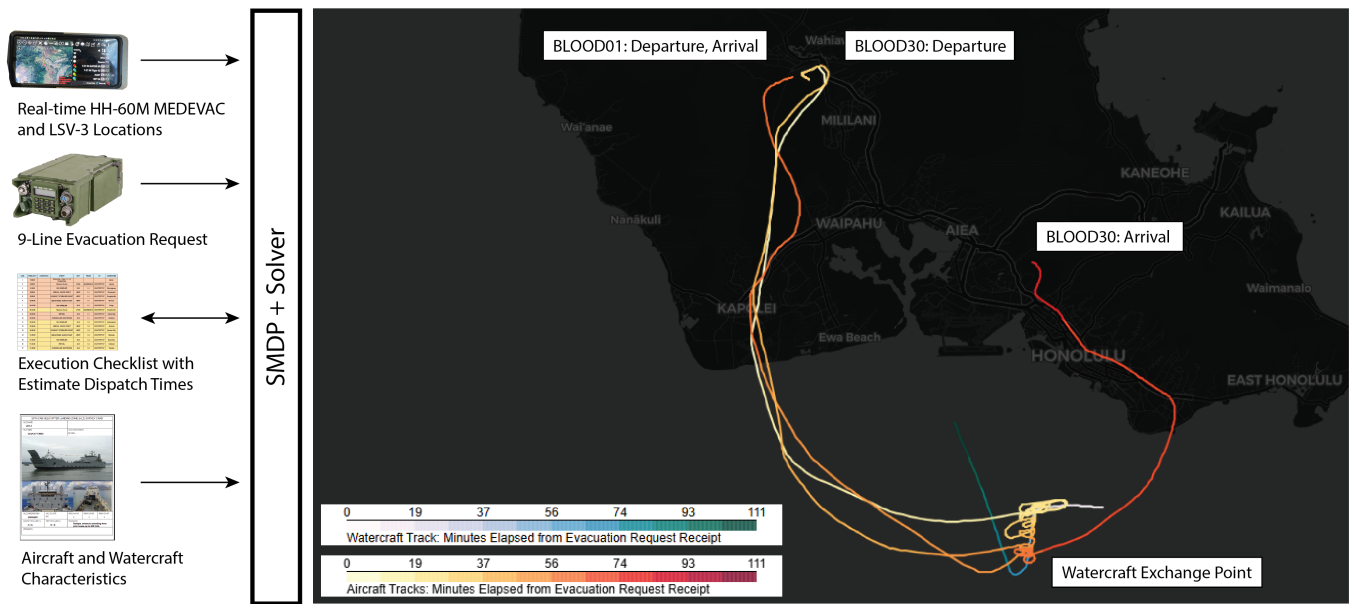 Real-time HH-60M MEDEVAC
and LSV-3 Locations
9-Line Evacuation Request
Execution Checklist with
Estimate Dispatch Times
Aircraft and Watercraft
Characteristics
SMDP + Solver
BLOOD01: Departure, Arrival
Wahiaw
BLOOD30: Departure
MILILANI
Wai'anae
KANEOHE
Nanākuli
WAIPAHU
AIEA
KAILUA
BLOOD30: Arrival
Waimanalo
KAPOLEI
Ewa Beach
HONOLULU
EAST HONOLULU
0 19 37 56 74 93 111
Watercraft Track: Minutes Elapsed from Evacuation Request Receipt
0 19 37 56 74 93 111
Aircraft Tracks: Minutes Elapsed from Evacuation Request Receipt
Watercraft Exchange Point